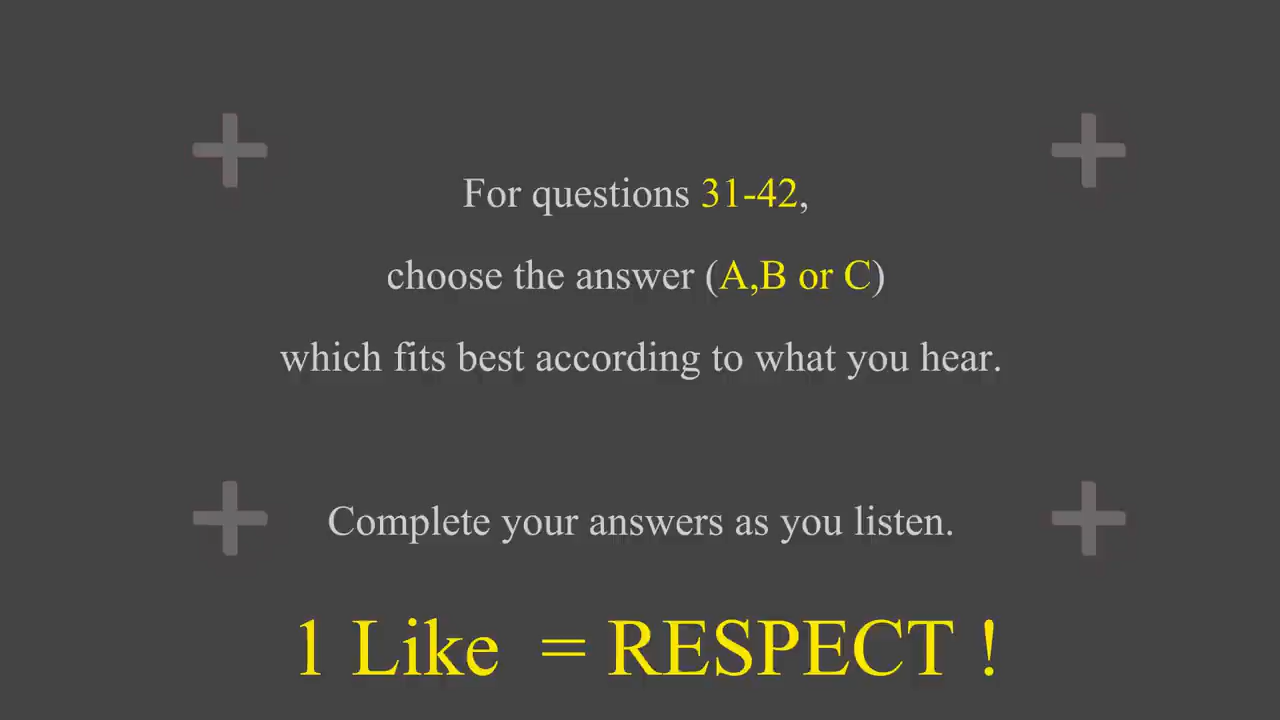 For questions 31-42,
choose the answer (A,B or C)
which fits best according to what you hear.
Complete your answers as you listen.
1 Like = RESPECT !